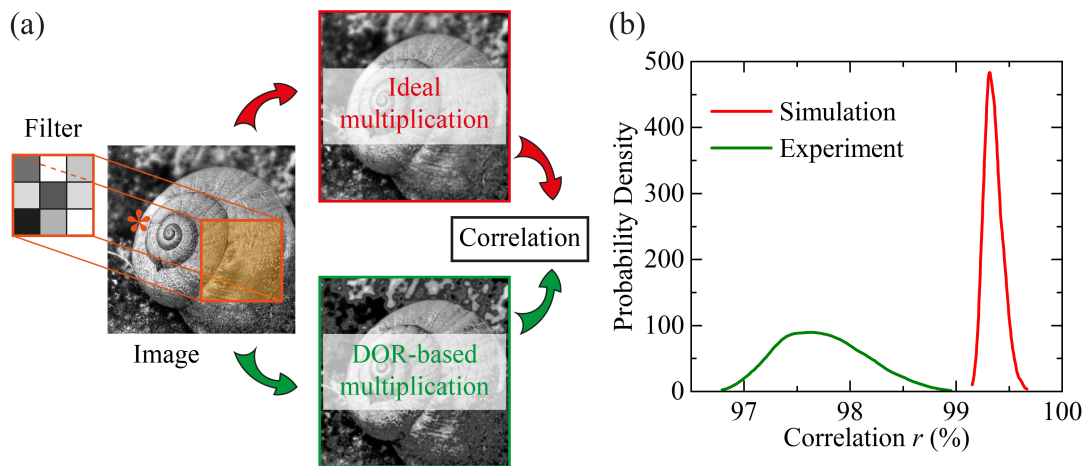 (a)
Filter
Image
Ideal
multiplication
DOR-based
multiplication
Correlation
(b)
Probability Density
500
400
300
200
100
0
Simulation
Experiment
97
98
99
100
Correlation r (%)